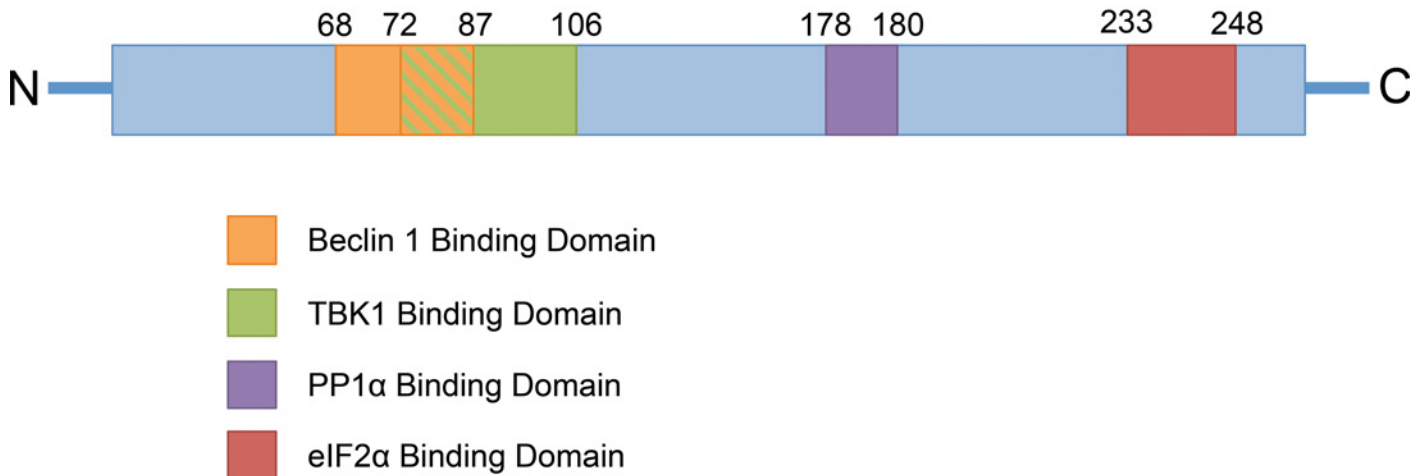 68 72 87 106 178 180 233 248
N C
Beclin 1 Binding Domain
TBK1 Binding Domain
PP1α Binding Domain
eIF2α Binding Domain